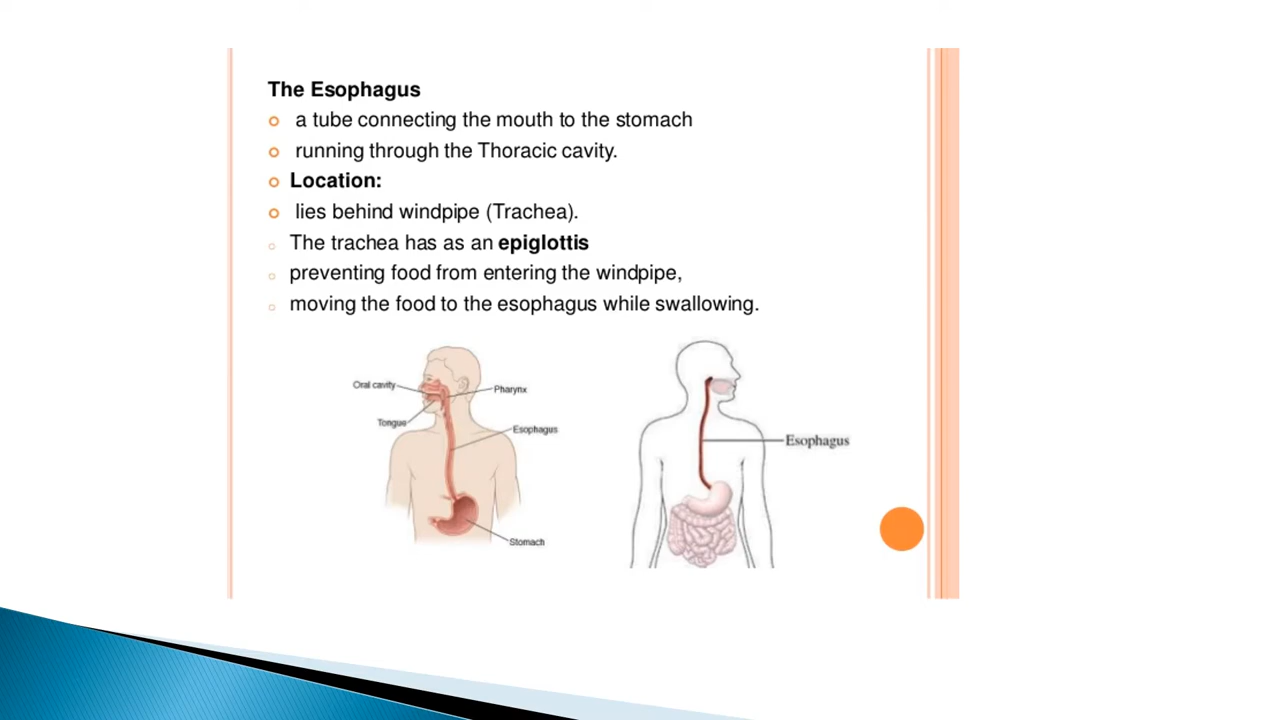 The Esophagus
a tube connecting the mouth to the stomach
running through the Thoracic cavity.
Location:
lies behind windpipe (Trachea).
The trachea has as an epiglottis
preventing food from entering the windpipe,
moving the food to the esophagus while swallowing.
Oral cavity
Pharynx
Tongue
Esophagus
Stomach
Esophagus